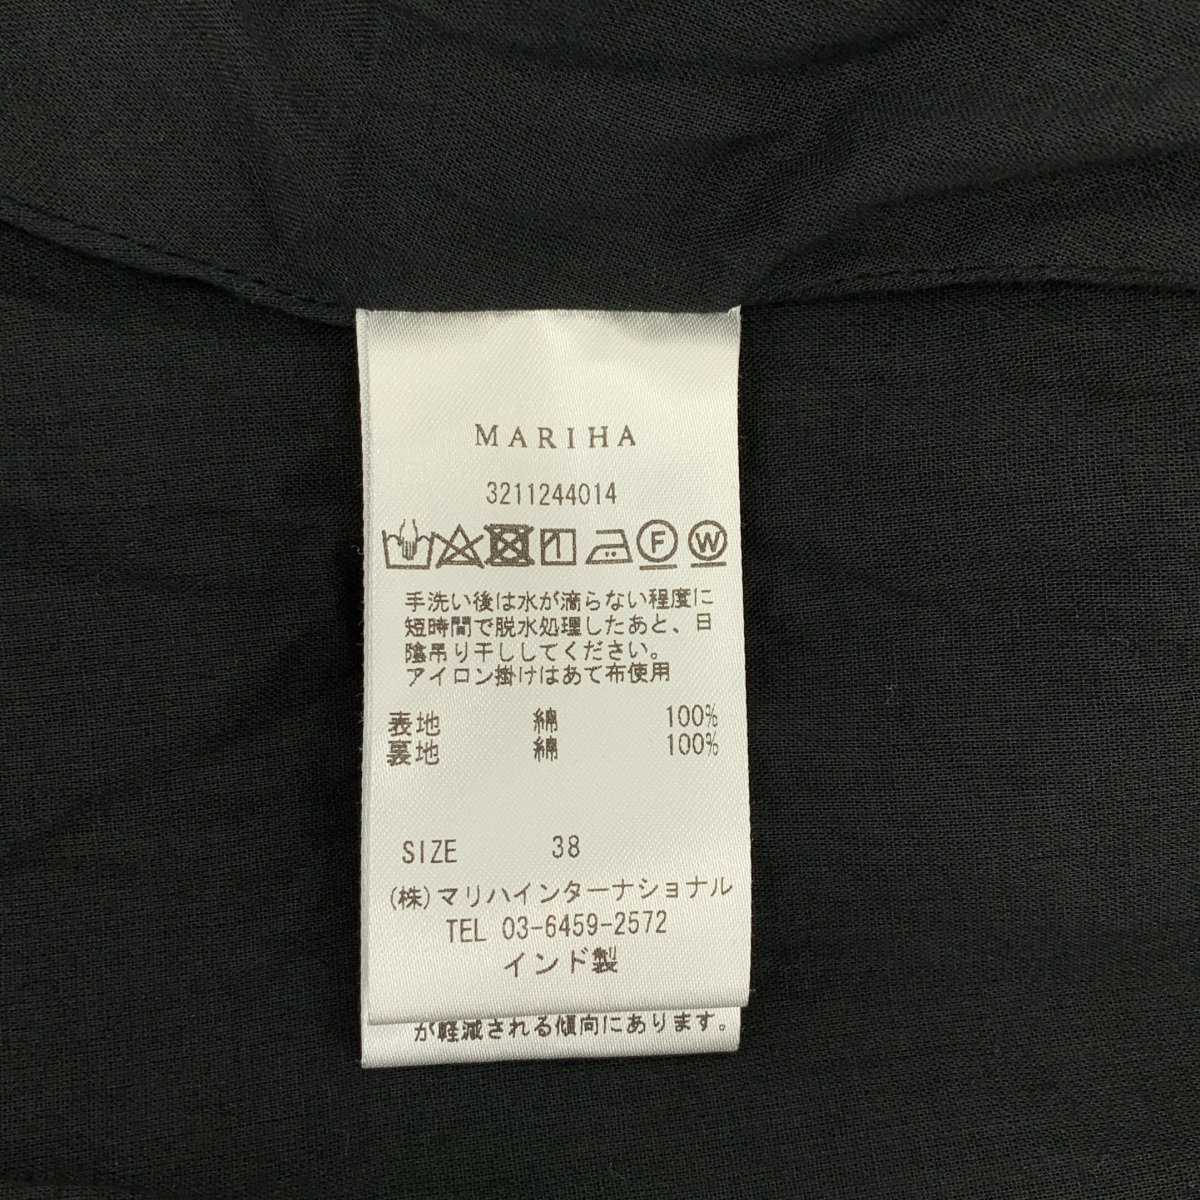 MARIHA
3211244014
F W
手洗い後は水が滴らない程度に
短時間で脱水処理したあと、日
陰吊り干ししてください。
アイロン掛けはあて布使用
表地 綿 100%
裏地 綿 100%
SIZE 38
(株)マリハインターナショナル
TEL 03-6459-2572
インド製
が軽減される傾向にあります。